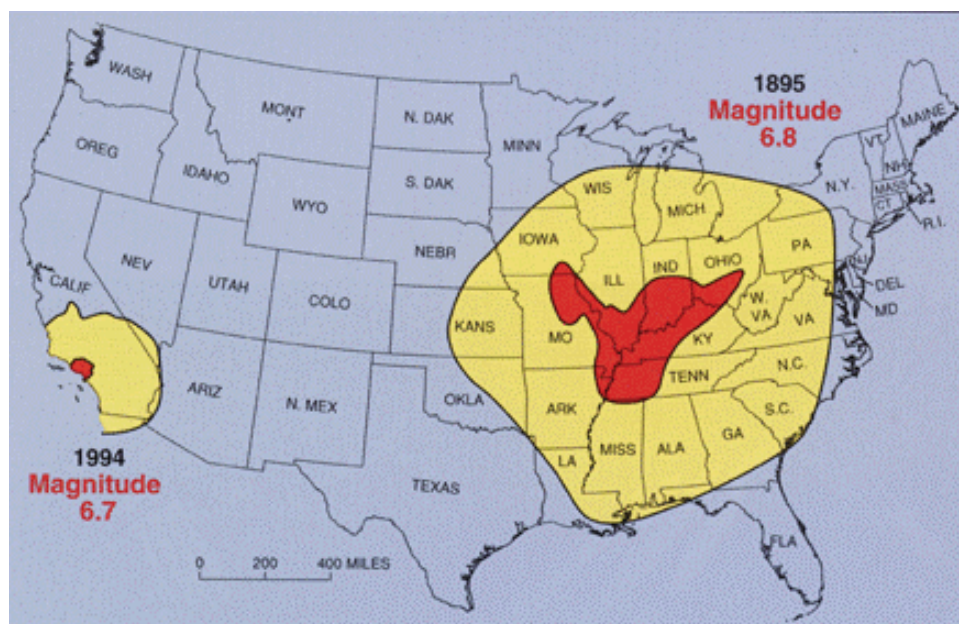 WASH
MONT
N. DAK
MINN
1895
Magnitude
6.8
MAINE
VT.
NH
OREG
IDAHO
S. DAK
WIS
MICH
N.Y.
MASS
CT.
R.I.
WYO
NEBR
IOWA
PA
N.J.
DEL
MD
NEV
UTAH
COLO
ILL
IND
OHIO
W.
VA
VA
CALIF
KANS
MO
KY
ARIZ
N. MEX
OKLA
ARK
TENN
N.C.
S.C.
MISS
ALA
GA
LA
TEXAS
FLA
1994
Magnitude
6.7
0 200 400 MILES